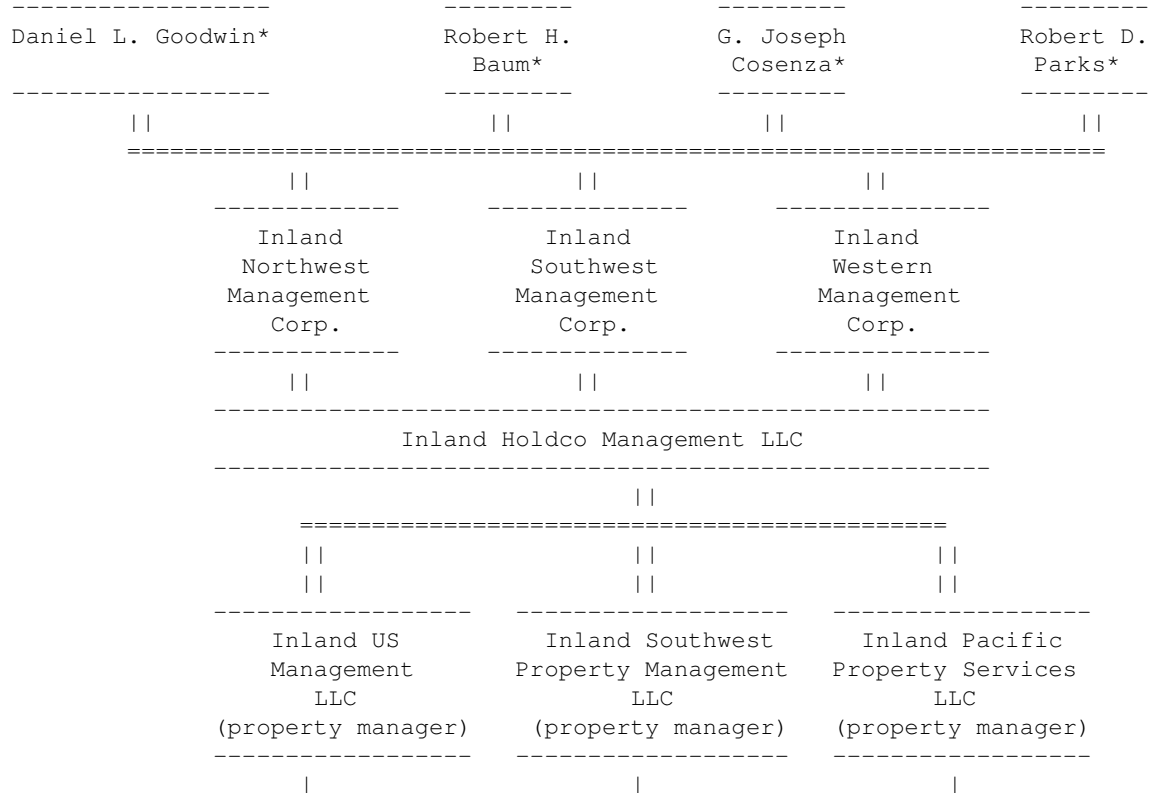 Daniel L. Goodwin* Robert H. G. Joseph Robert D.
Baum* Cosenza* Parks*
Inland Inland Inland
Northwest Southwest Western
Management Management Management
Corp. Corp. Corp.
Inland Holdco Management LLC
Inland US Inland Southwest Inland Pacific
Management Property Management Property Services
LLC LLC LLC
(property manager) (property manager) (property manager)